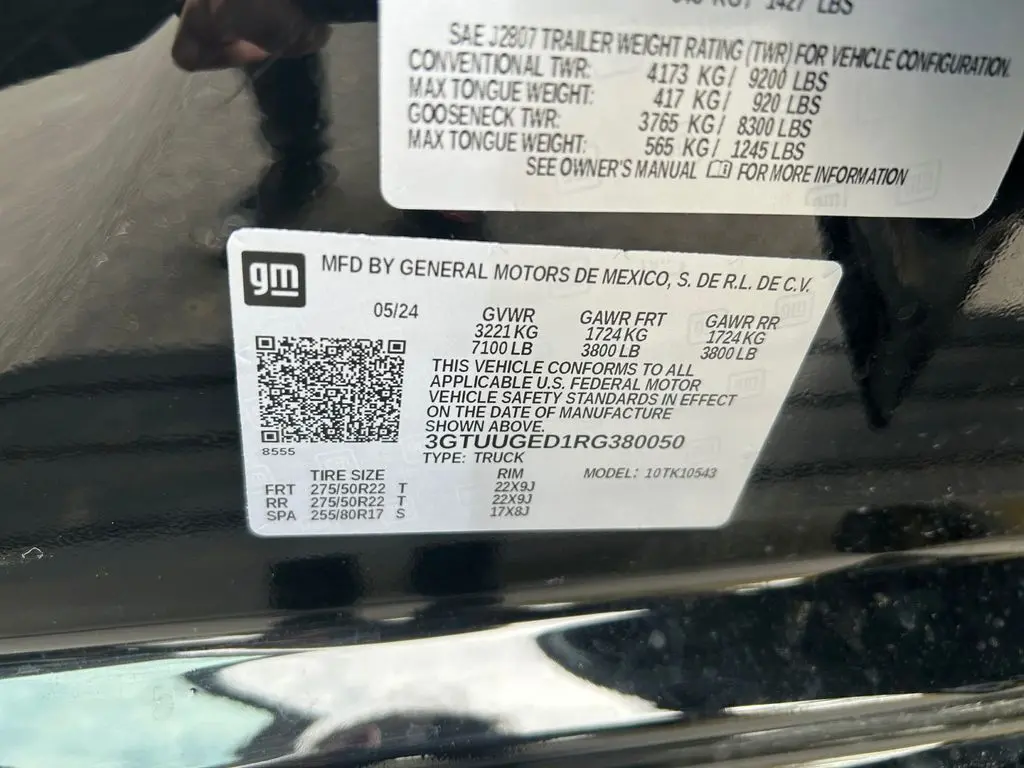 1427 LBS
SAE J2807 TRAILER WEIGHT RATING (TWR) FOR VEHICLE CONFIGURATION.
CONVENTIONAL TWR: 4173 KG/ 9200 LBS
MAX TONGUE WEIGHT: 417 KG/ 920 LBS
GOOSENECK TWR: 3765 KG/ 8300 LBS
MAX TONGUE WEIGHT: 565 KG/ 1245 LBS
SEE OWNER'S MANUAL FOR MORE INFORMATION
gm MFD BY GENERAL MOTORS DE MEXICO, S. DE R.L. DE C.V.
05/24 GVWR GAWR FRT GAWR RR
3221 KG 1724 KG 1724 KG
7100 LB 3800 LB 3800 LB
THIS VEHICLE CONFORMS TO ALL
APPLICABLE U.S. FEDERAL MOTOR
VEHICLE SAFETY STANDARDS IN EFFECT
ON THE DATE OF MANUFACTURE
SHOWN ABOVE.
3GTUUGED1RG380050
8555
TYPE: TRUCK
TIRE SIZE RIM MODEL: 10TK10543
FRT 275/50R22 T 22X9J
RR 275/50R22 T 22X9J
SPA 255/80R17 S 17X8J